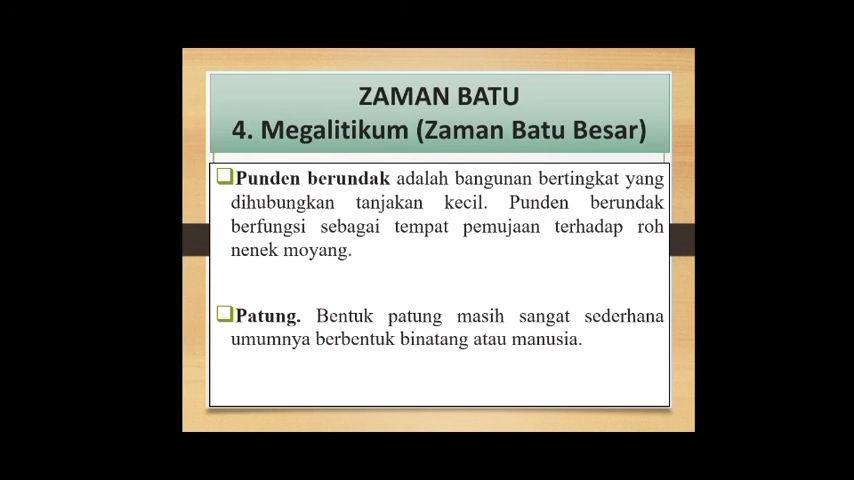 ZAMAN BATU
4. Megalitikum (Zaman Batu Besar)
Punden berundak adalah bangunan bertingkat yang
dihubungkan tanjakan kecil. Punden berundak
berfungsi sebagai tempat pemujaan terhadap roh
nenek moyang.
Patung. Bentuk patung masih sangat sederhana
umumnya berbentuk binatang atau manusia.